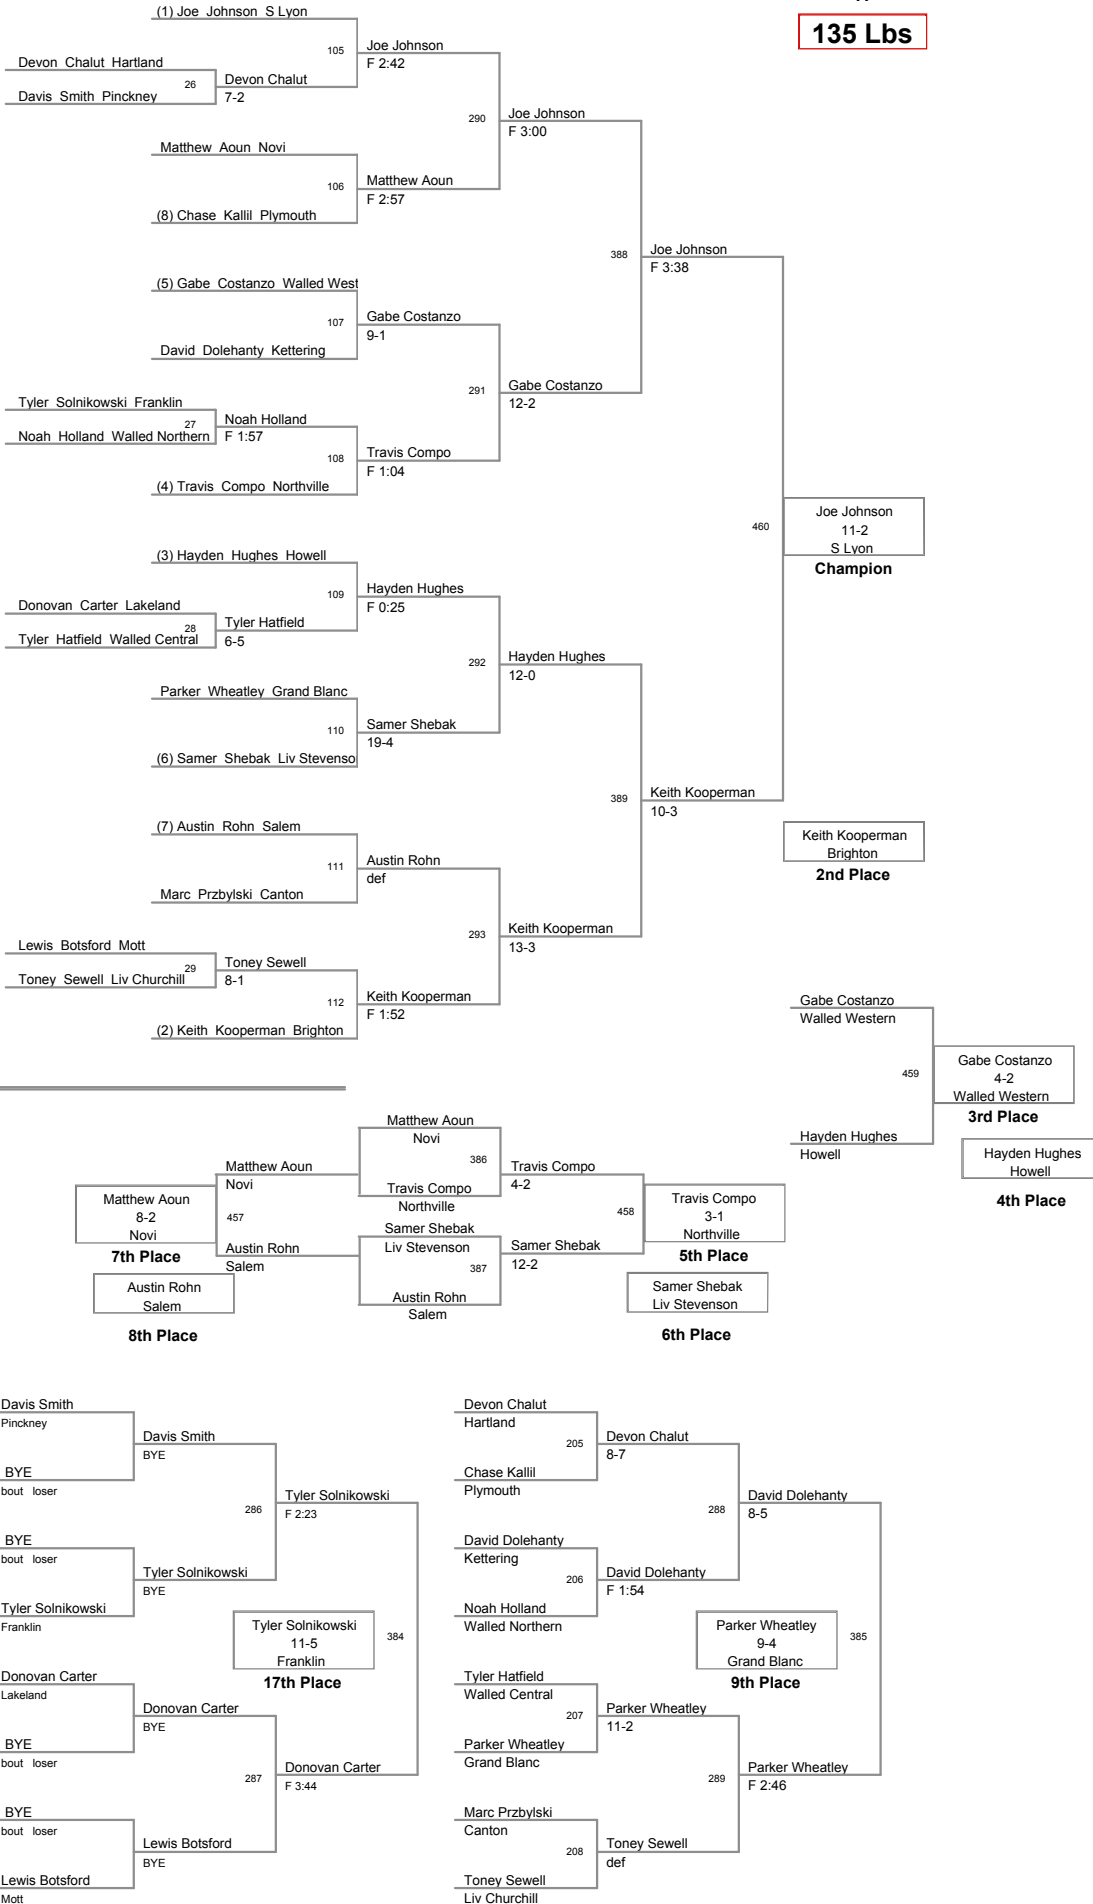 135 Lbs
(1) Joe Johnson S Lyon
105
Joe Johnson
F 2:42
Devon Chalut Hartland
26
Devon Chalut
7-2
Davis Smith Pinckney
290
Joe Johnson
F 3:00
Matthew Aoun Novi
106
Matthew Aoun
F 2:57
(8) Chase Kallil Plymouth
388
Joe Johnson
F 3:38
(5) Gabe Costanzo Walled West
107
Gabe Costanzo
9-1
David Dolehanty Kettering
291
Gabe Costanzo
12-2
Tyler Solnikowski Franklin
27
Noah Holland
F 1:57
Noah Holland Walled Northern
108
Travis Compo
F 1:04
(4) Travis Compo Northville
460
Joe Johnson
11-2
S Lyon
Champion
(3) Hayden Hughes Howell
109
Hayden Hughes
F 0:25
Donovan Carter Lakeland
28
Tyler Hatfield
6-5
Tyler Hatfield Walled Central
292
Hayden Hughes
12-0
Parker Wheatley Grand Blanc
110
Samer Shebak
19-4
(6) Samer Shebak Liv Stevenso
389
Keith Kooperman
10-3
(7) Austin Rohn Salem
111
Austin Rohn
def
Marc Przbylski Canton
293
Keith Kooperman
13-3
Lewis Botsford Mott
29
Toney Sewell
8-1
Toney Sewell Liv Churchill
112
Keith Kooperman
F 1:52
(2) Keith Kooperman Brighton
Keith Kooperman
Brighton
2nd Place
Gabe Costanzo
Walled Western
459
Gabe Costanzo
4-2
Walled Western
3rd Place
Hayden Hughes
Howell
Hayden Hughes
Howell
4th Place
Matthew Aoun
Novi
386
Travis Compo
Northville
Travis Compo
4-2
Samer Shebak
Liv Stevenson
387
Austin Rohn
Salem
Samer Shebak
12-2
458
Travis Compo
3-1
Northville
5th Place
Samer Shebak
Liv Stevenson
6th Place
Matthew Aoun
Novi
457
Austin Rohn
Salem
Matthew Aoun
8-2
Novi
7th Place
Austin Rohn
Salem
8th Place
Davis Smith
Pinckney
Davis Smith
BYE
BYE
bout loser
286
Tyler Solnikowski
F 2:23
BYE
bout loser
Tyler Solnikowski
BYE
Tyler Solnikowski
Franklin
Tyler Solnikowski
11-5
Franklin
17th Place
384
Donovan Carter
Lakeland
Donovan Carter
BYE
BYE
bout loser
287
Donovan Carter
F 3:44
BYE
bout loser
Lewis Botsford
BYE
Lewis Botsford
Mott
Devon Chalut
Hartland
205
Devon Chalut
8-7
Chase Kallil
Plymouth
288
David Dolehanty
8-5
David Dolehanty
Kettering
206
David Dolehanty
F 1:54
Noah Holland
Walled Northern
Parker Wheatley
9-4
Grand Blanc
9th Place
385
Tyler Hatfield
Walled Central
207
Parker Wheatley
11-2
Parker Wheatley
Grand Blanc
289
Parker Wheatley
F 2:46
Marc Przbylski
Canton
208
Toney Sewell
def
Toney Sewell
Liv Churchill